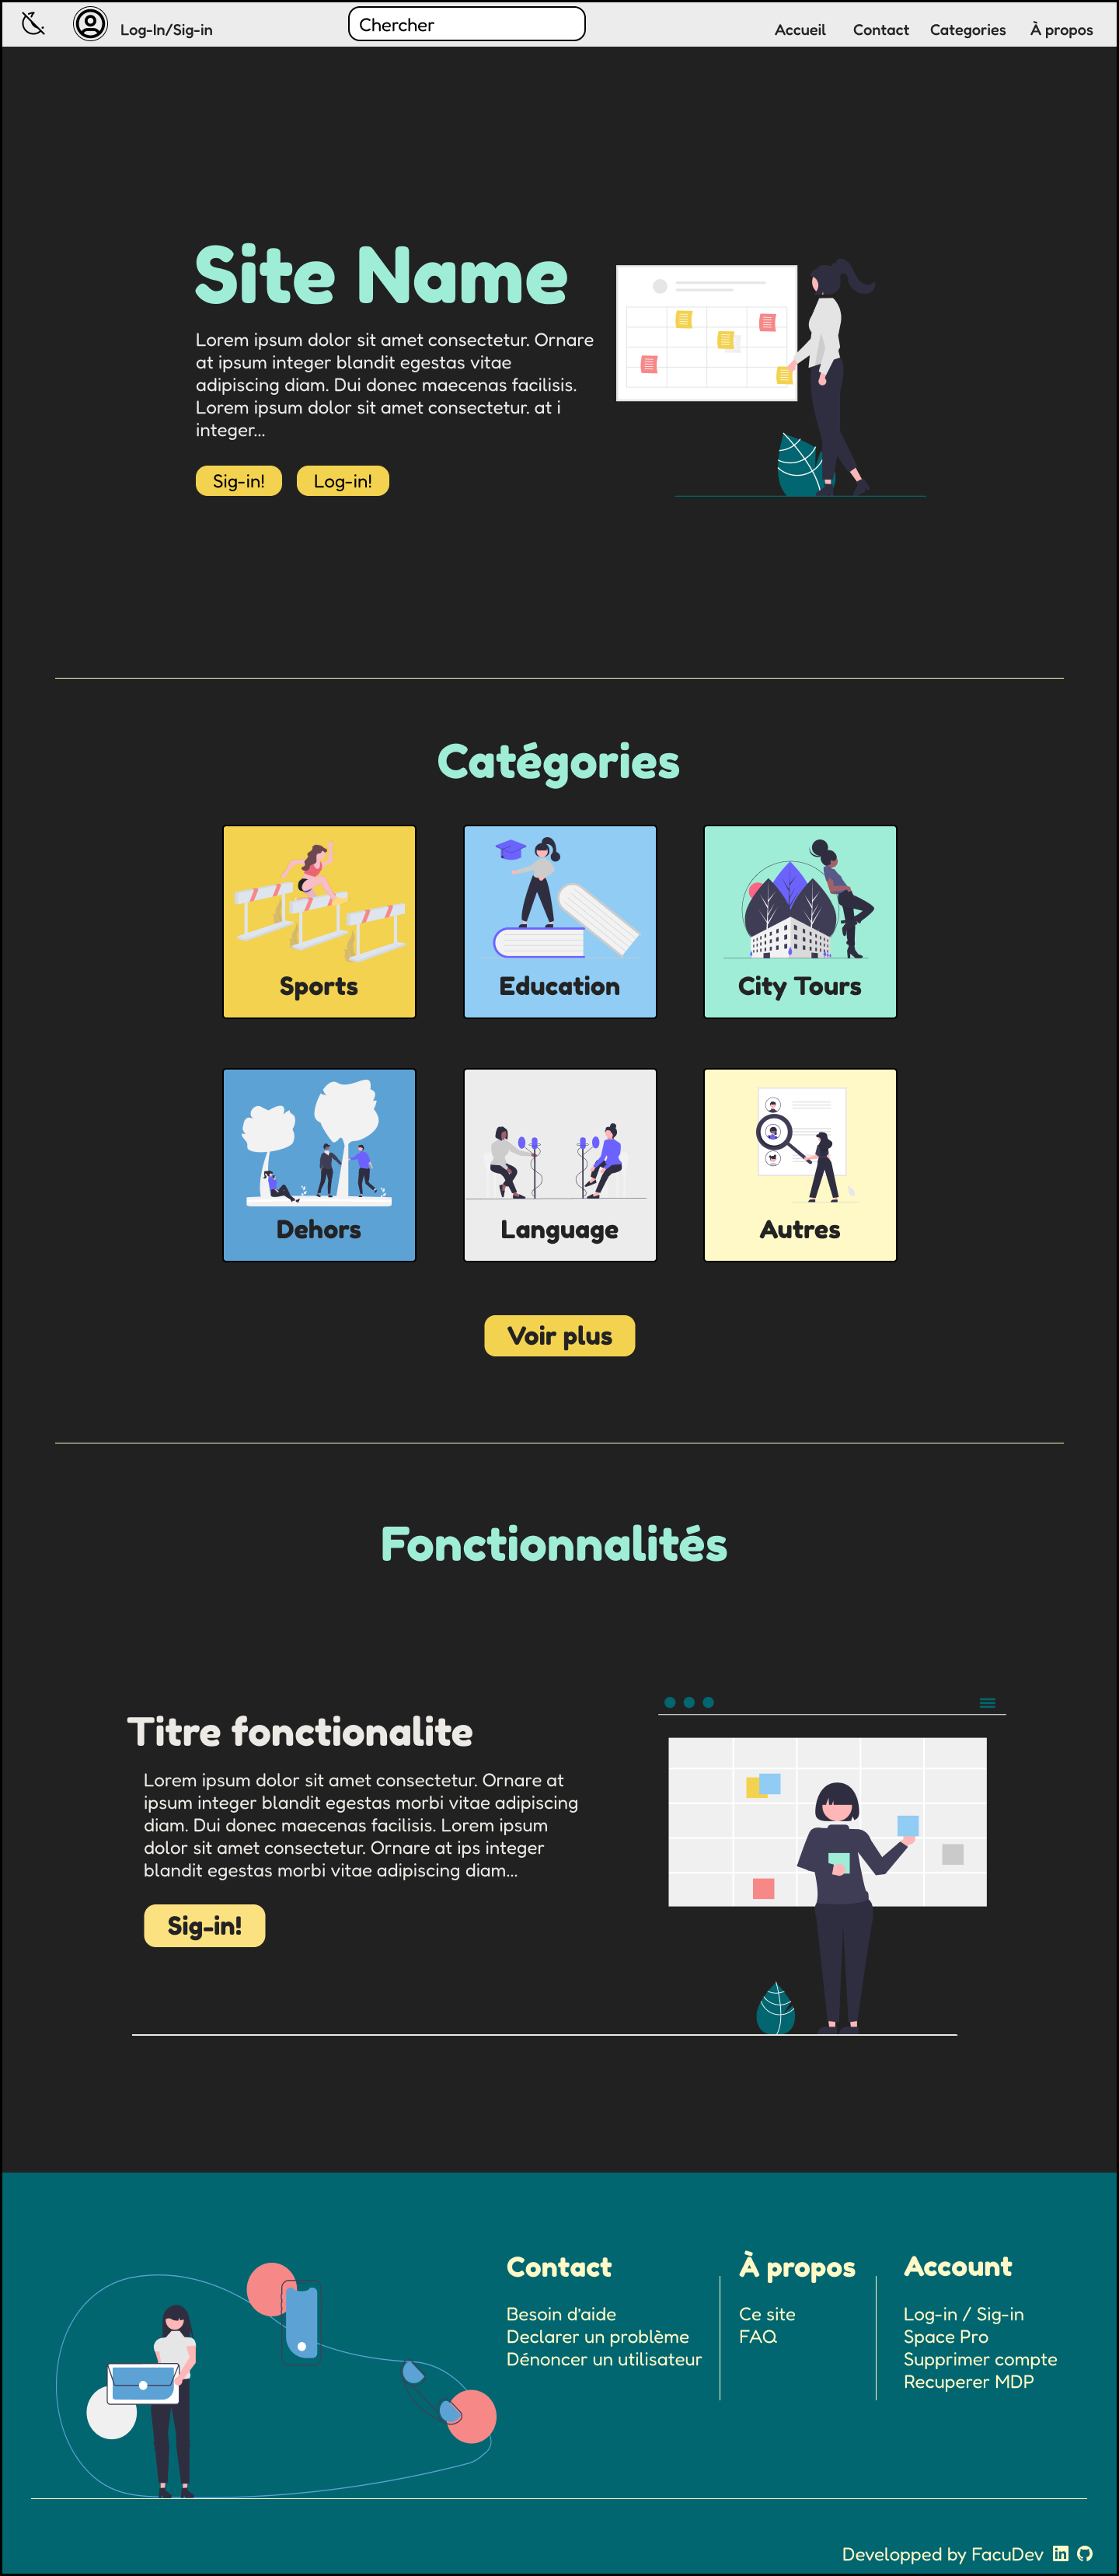 Log-In/Sig-in
Chercher
Accueil
Contact
Categories
À propos
Site Name
Lorem ipsum dolor sit amet consectetur. Ornare
at ipsum integer blandit egestas vitae
adipiscing diam. Dui donec maecenas facilisis.
Lorem ipsum dolor sit amet consectetur. at i
integer...
Sig-in!
Log-in!
Catégories
Sports
Education
City Tours
Dehors
Language
Autres
Voir plus
Fonctionnalités
Titre fonctionalite
Lorem ipsum dolor sit amet consectetur. Ornare at
ipsum integer blandit egestas morbi vitae adipiscing
diam. Dui donec maecenas facilisis. Lorem ipsum
dolor sit amet consectetur. Ornare at ips integer
blandit egestas morbi vitae adipiscing diam...
Sig-in!
Contact
Besoin d'aide
Declarer un problème
Dénoncer un utilisateur
À propos
Ce site
FAQ
Account
Log-in / Sig-in
Space Pro
Supprimer compte
Recuperer MDP
Developped by FacuDev